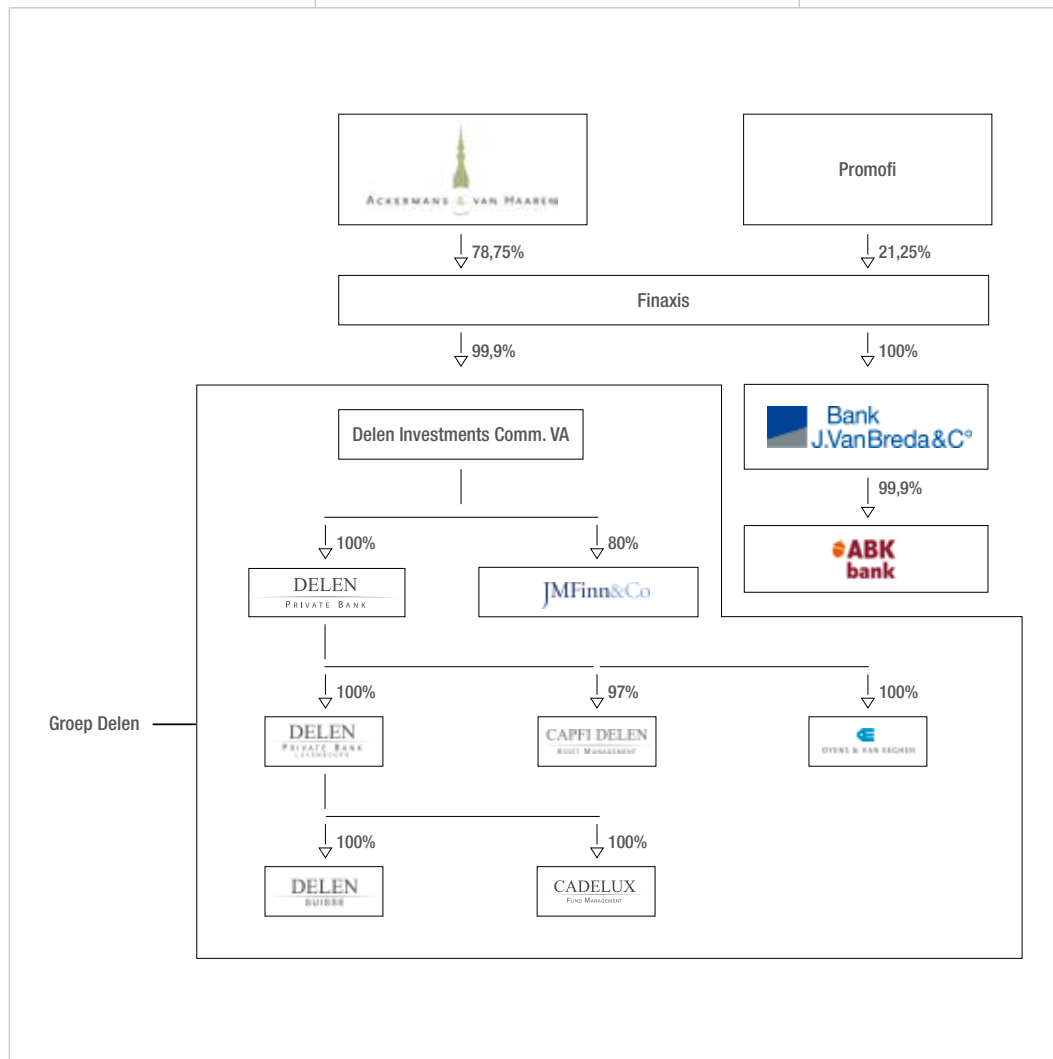 ACKERMANS & VAN HAAREN
Promofi
78,75%
21,25%
Finaxis
99,9%
100%
Delen Investments Comm. VA
Bank
J.VanBreda&C°
99,9%
100%
80%
ABK
bank
DELEN
PRIVATE BANK
JMFinn&Co
100%
97%
100%
Groep Delen
DELEN
PRIVATE BANK
LUXEMBOURG
CAPFI DELEN
ASSET MANAGEMENT
OYENS & VAN EEGHEN
100%
100%
DELEN
SUISSE
CADELUX
FUND MANAGEMENT